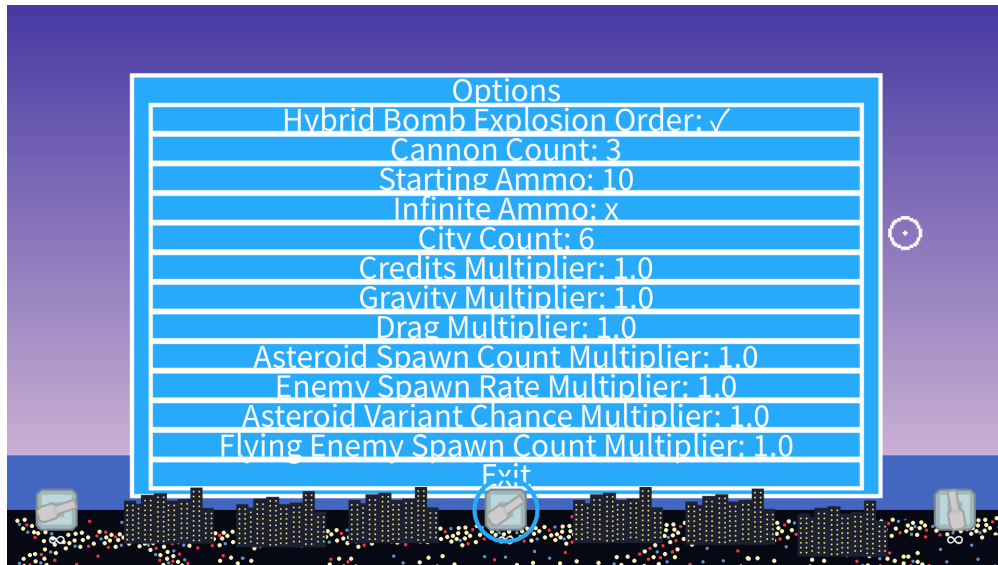 Options
Hybrid Bomb Explosion Order: ✓
Cannon Count: 3
Starting Ammo: 10
Infinite Ammo: x
City Count: 6
Credits Multiplier: 1.0
Gravity Multiplier: 1.0
Drag Multiplier: 1.0
Asteroid Spawn Count Multiplier: 1.0
Enemy Spawn Rate Multiplier: 1.0
Asteroid Variant Chance Multiplier: 1.0
Flying Enemy Spawn Count Multiplier: 1.0
Exit
∞ ∞ ∞